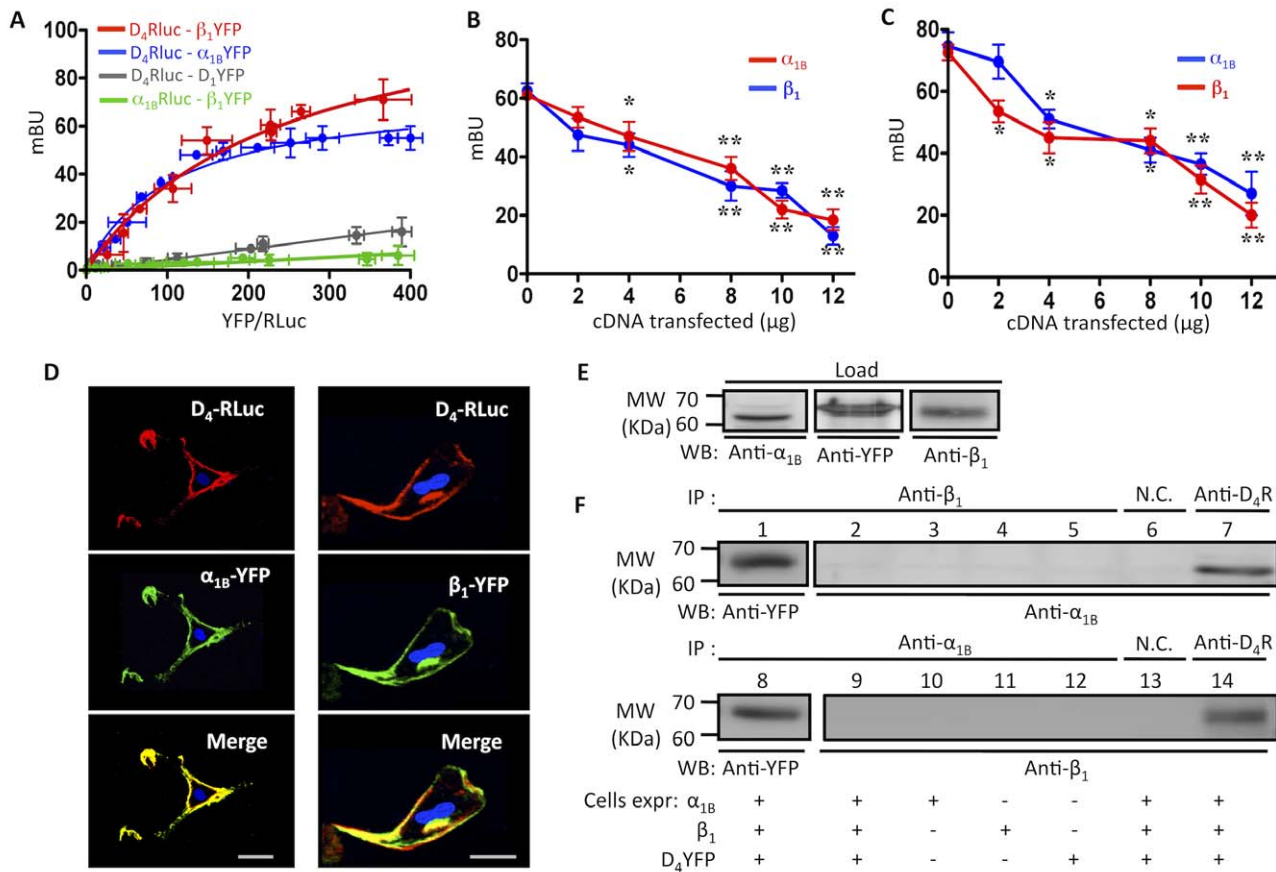 A
100
80
60
40
20
0
mBU
D₄Rluc - β₁YFP
D₄Rluc - α₁BYFP
D₄Rluc - D₁YFP
α₁BRluc - β₁YFP
0 100 200 300 400
YFP/RLuc
B
80
60
40
20
0
mBU
α₁B
β₁
* ** ** **
* ** ** **
0 2 4 6 8 10 12
cDNA transfected (µg)
C
80
60
40
20
0
mBU
α₁B
β₁
* * ** **
* * * ** **
0 2 4 6 8 10 12
cDNA transfected (µg)
D
D₄-RLuc
D₄-RLuc
α₁B-YFP
β₁-YFP
Merge
Merge
E
Load
MW
(KDa)
70
60
WB: Anti-α₁B Anti-YFP Anti-β₁
F
IP : Anti-β₁ N.C. Anti-D₄R
1 2 3 4 5 6 7
MW
(KDa)
70
60
WB: Anti-YFP Anti-α₁B
IP : Anti-α₁B N.C. Anti-D₄R
8 9 10 11 12 13 14
MW
(KDa)
70
60
WB: Anti-YFP Anti-β₁
Cells expr: α₁B + + + - - + +
β₁ + + - + - + +
D₄YFP + + - - + + +